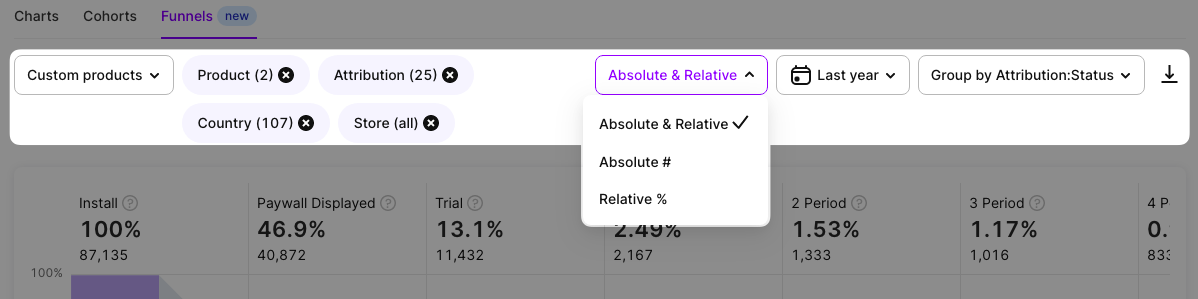 Charts Cohorts Funnels new
Custom products Product (2) Attribution (25) Absolute & Relative Last year Group by Attribution:Status
Country (107) Store (all)
Absolute & Relative
Absolute #
Relative %
Install Paywall Displayed Trial 2 Period 3 Period 4 P
100% 46.9% 13.1% 2.49% 1.53% 1.17% 0.
87,135 40,872 11,432 2,167 1,333 1,016 833
100%